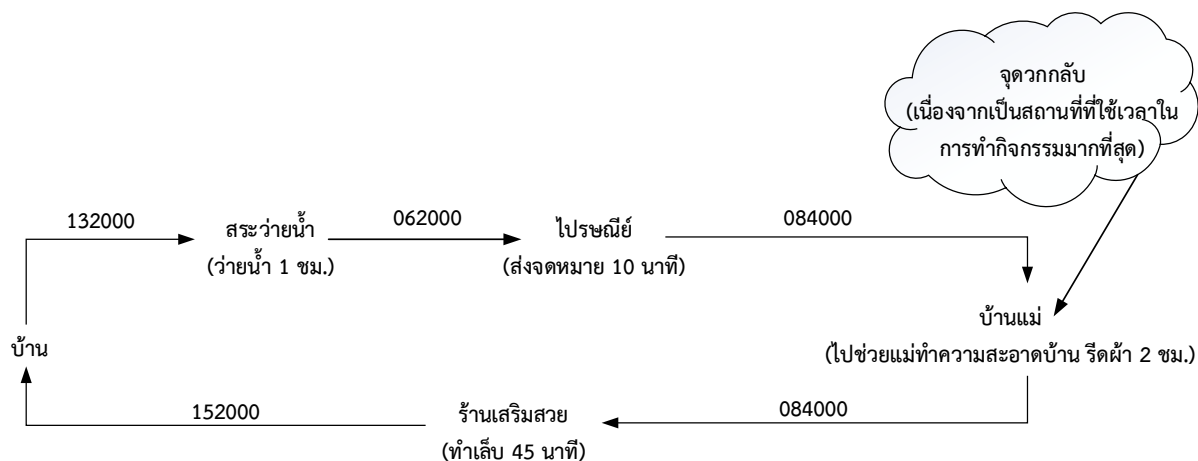 จุดวกกลับ
(เนื่องจากเป็นสถานที่ที่ใช้เวลาใน
การทำกิจกรรมมากที่สุด)
132000
สระว่ายน้ำ
(ว่ายน้ำ 1 ชม.)
062000
ไปรษณีย์
(ส่งจดหมาย 10 นาที)
084000
บ้านแม่
(ไปช่วยแม่ทำความสะอาดบ้าน รีดผ้า 2 ชม.)
บ้าน
152000
ร้านเสริมสวย
(ทำเล็บ 45 นาที)
084000